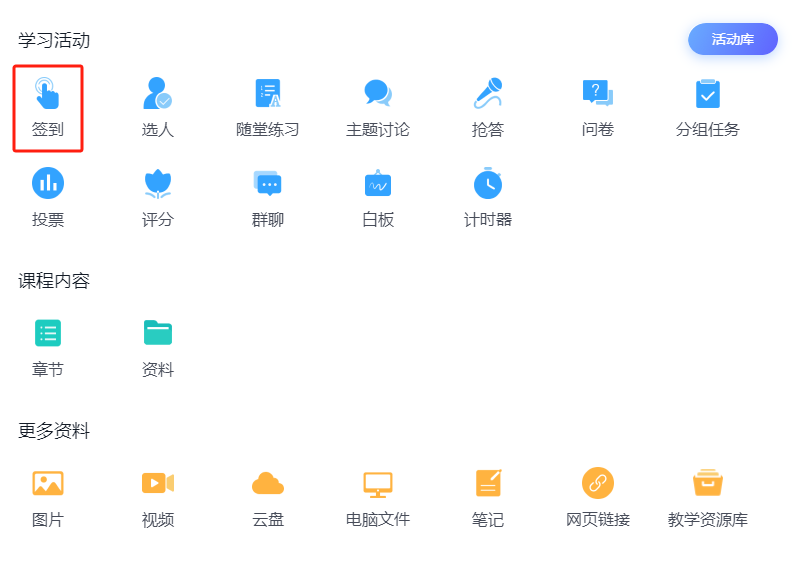 学习活动
活动库
签到 选人 随堂练习 主题讨论 抢答 问卷 分组任务
投票 评分 群聊 白板 计时器
课程内容
章节 资料
更多资料
图片 视频 云盘 电脑文件 笔记 网页链接 教学资源库